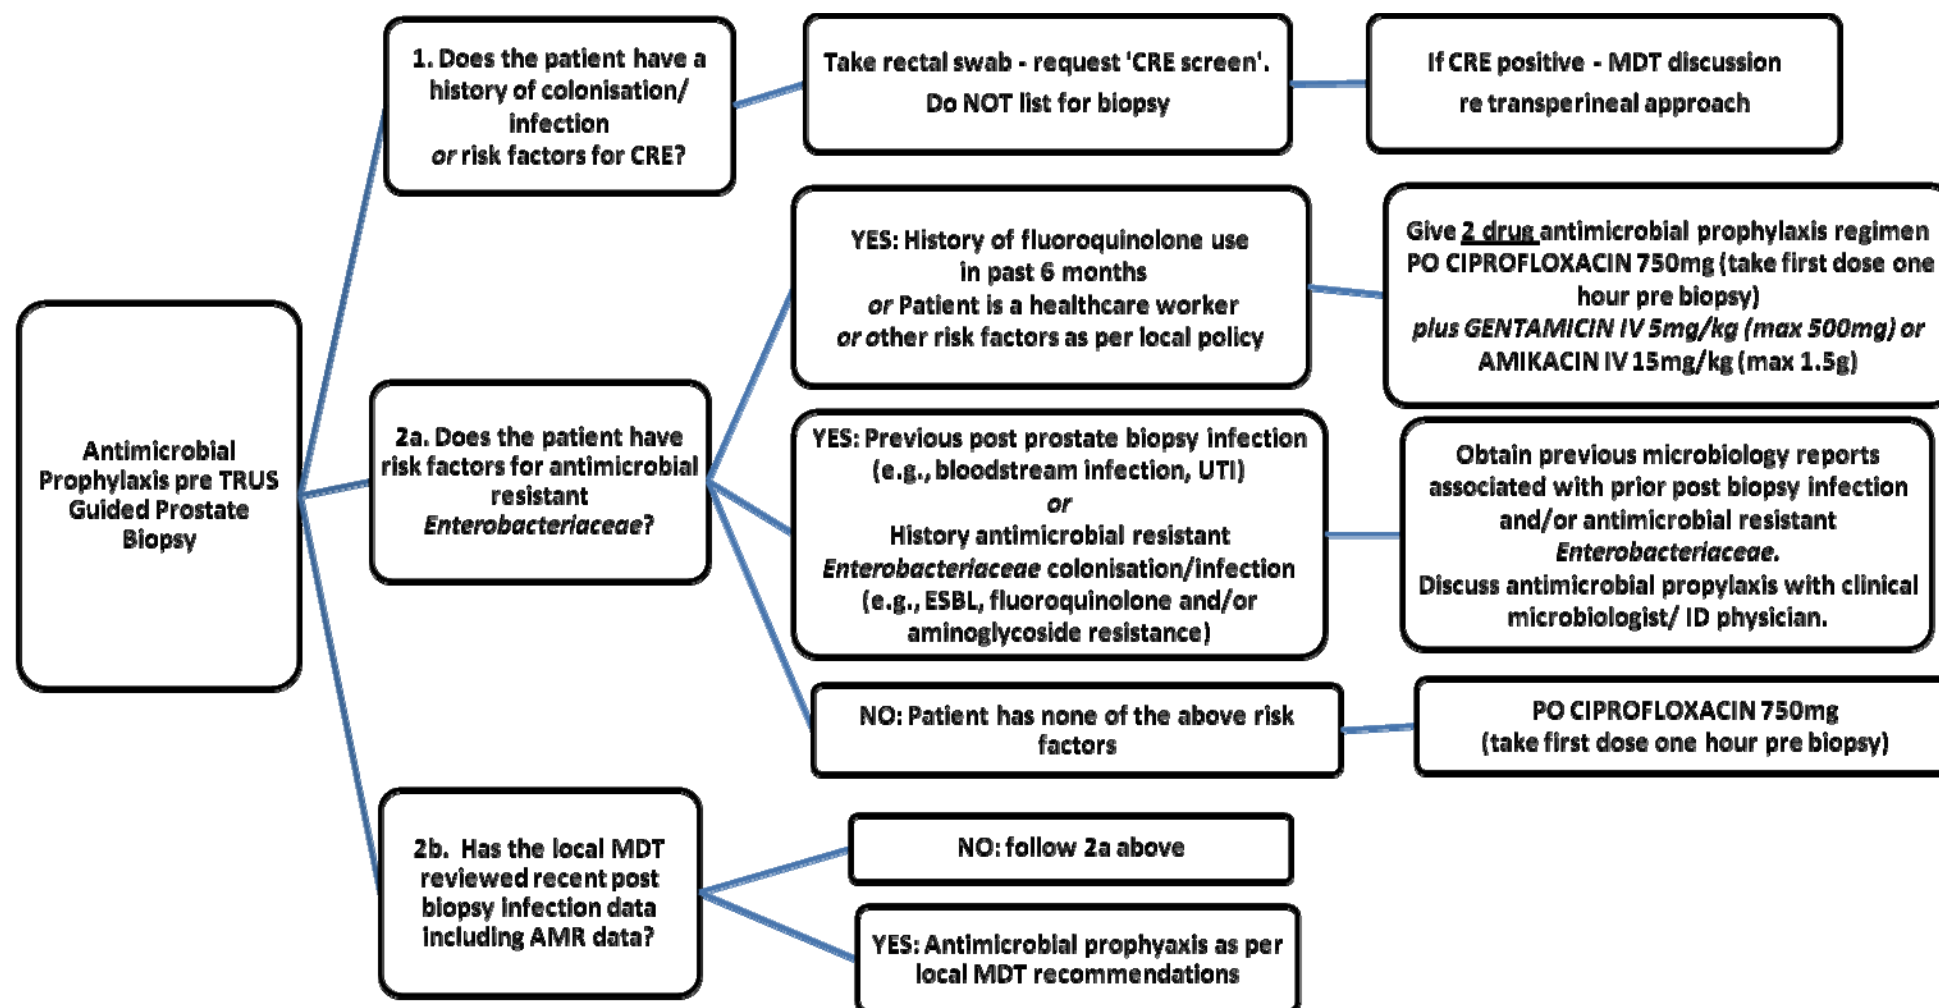 1. Does the patient have a
history of colonisation/
infection
or risk factors for CRE?
Take rectal swab - request 'CRE screen'.
Do NOT list for biopsy
If CRE positive - MDT discussion
re transperineal approach
Antimicrobial
Prophylaxis pre TRUS
Guided Prostate
Biopsy
2a. Does the patient have
risk factors for antimicrobial
resistant
Enterobacteriaceae?
YES: History of fluoroquinolone use
in past 6 months
or Patient is a healthcare worker
or other risk factors as per local policy
Give 2 drug antimicrobial prophylaxis regimen
PO CIPROFLOXACIN 750mg (take first dose one
hour pre biopsy)
plus GENTAMICIN IV 5mg/kg (max 500mg) or
AMIKACIN IV 15mg/kg (max 1.5g)
YES: Previous post prostate biopsy infection
(e.g., bloodstream infection, UTI)
or
History antimicrobial resistant
Enterobacteriaceae colonisation/infection
(e.g., ESBL, fluoroquinolone and/or
aminoglycoside resistance)
Obtain previous microbiology reports
associated with prior post biopsy infection
and/or antimicrobial resistant
Enterobacteriaceae.
Discuss antimicrobial propylaxis with clinical
microbiologist/ ID physician.
NO: Patient has none of the above risk
factors
PO CIPROFLOXACIN 750mg
(take first dose one hour pre biopsy)
2b. Has the local MDT
reviewed recent post
biopsy infection data
including AMR data?
NO: follow 2a above
YES: Antimicrobial prophyaxis as per
local MDT recommendations